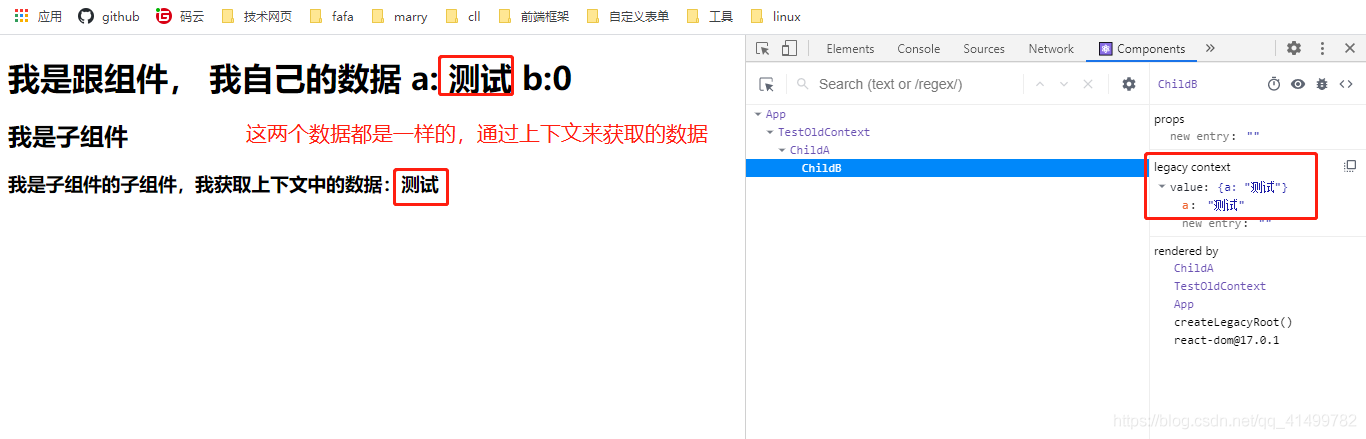 应用 github 码云 技术网页 fafa marry cll 前端框架 自定义表单 工具 linux
我是跟组件， 我自己的数据 a: 测试 b:0
我是子组件
这两个数据都是一样的，通过上下文来获取的数据
我是子组件的子组件，我获取上下文中的数据：测试
Elements Console Sources Network Components »
Search (text or /regex/)
App
TestOldContext
ChildA
ChildB
ChildB
props
new entry: ""
legacy context
value: {a: "测试"}
a: "测试"
new entry: ""
rendered by
ChildA
TestOldContext
App
createLegacyRoot()
react-dom@17.0.1
https://blog.csdn.net/qq_41499782